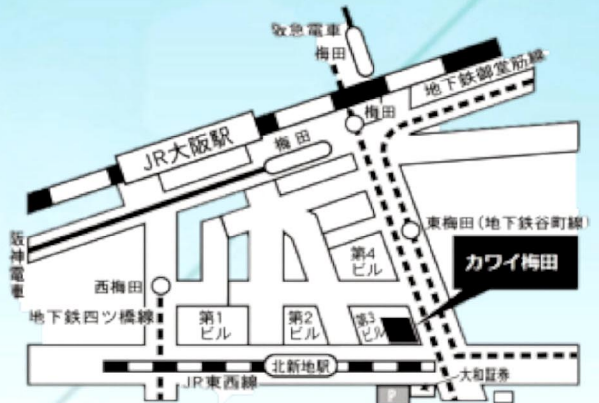 阪急電車
梅田
地下鉄御堂筋線
梅田
JR大阪駅
梅田
東梅田(地下鉄谷町線)
阪神電車
第4
ビル
カワイ梅田
西梅田
地下鉄四ツ橋線
第1
ビル
第2
ビル
第3
ビル
北新地駅
JR東西線
大和証券
P